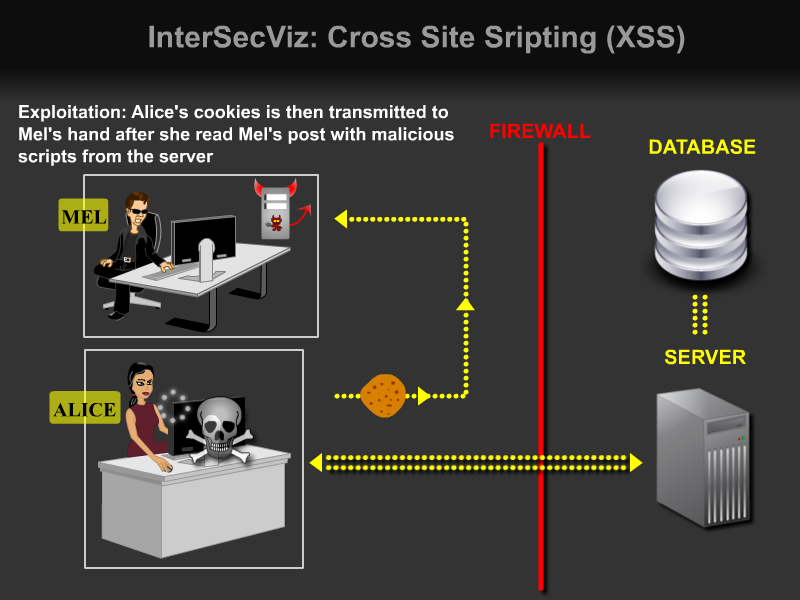 InterSecViz: Cross Site Sripting (XSS)
Exploitation: Alice's cookies is then transmitted to
Mel's hand after she read Mel's post with malicious
scripts from the server
FIREWALL
DATABASE
MEL
SERVER
ALICE